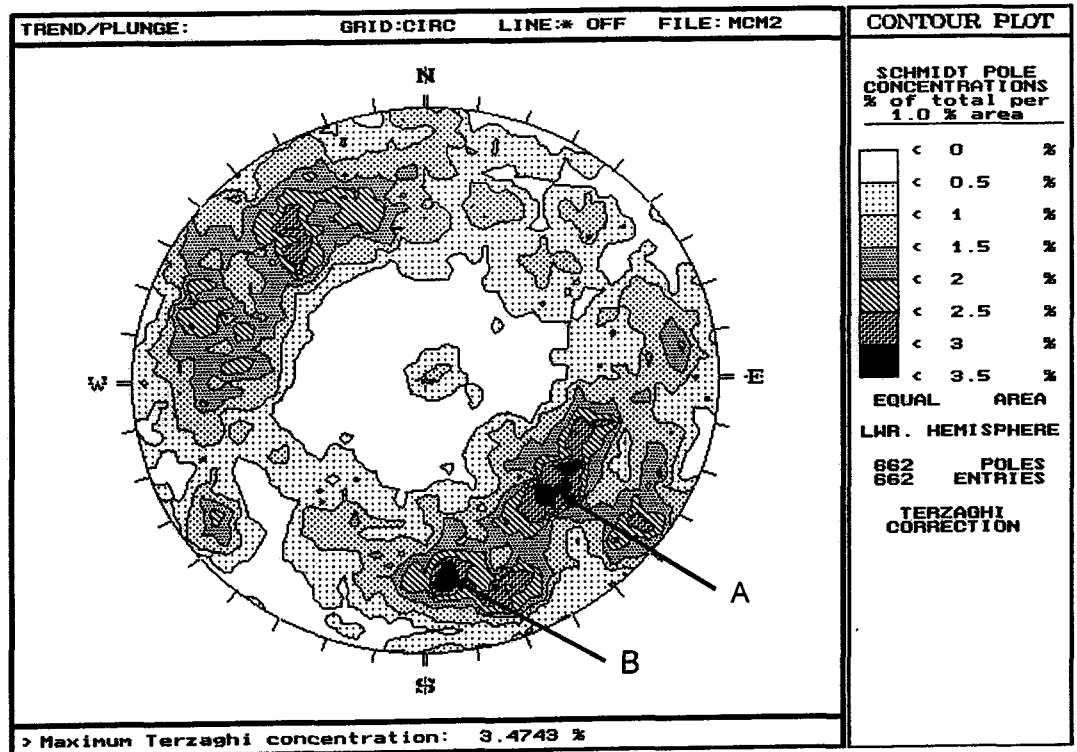 TREND/PLUNGE: GRID:CIRC LINE:* OFF FILE: MCM2
CONTOUR PLOT
SCHMIDT POLE
CONCENTRATIONS
% of total per
1.0 % area
< 0 %
< 0.5 %
< 1 %
< 1.5 %
< 2 %
< 2.5 %
< 3 %
< 3.5 %
EQUAL AREA
LWR. HEMISPHERE
662 POLES
662 ENTRIES
TERZAGHI
CORRECTION
N
W
E
S
A
B
> Maximum Terzaghi concentration: 3.4743 %